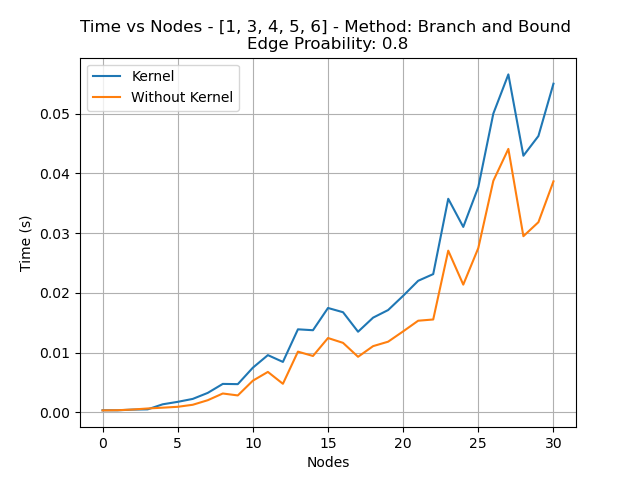 Time vs Nodes - [1, 3, 4, 5, 6] - Method: Branch and Bound
Edge Proability: 0.8
Kernel
Without Kernel
0.05
0.04
0.03
0.02
0.01
0.00
Time (s)
0 5 10 15 20 25 30
Nodes